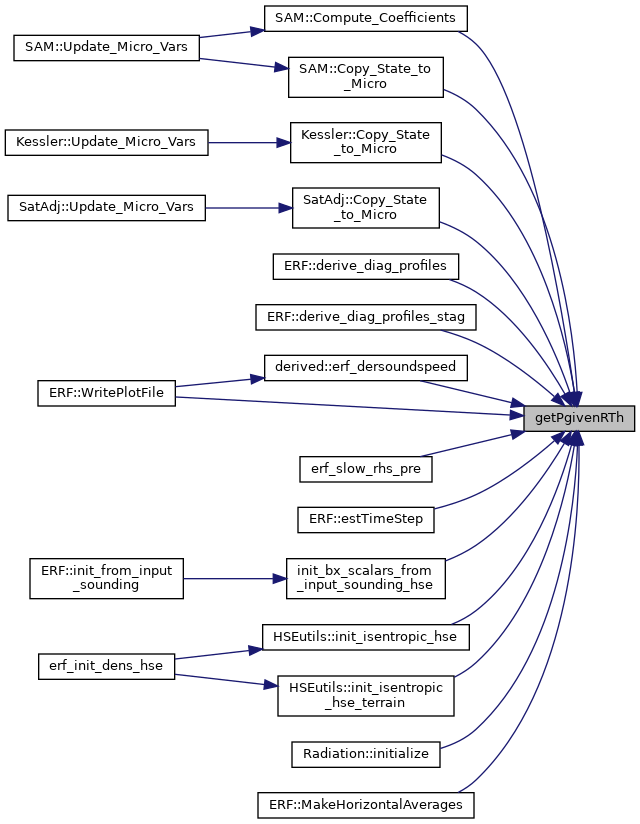 SAM::Compute_Coefficients
SAM::Update_Micro_Vars
SAM::Copy_State_to
_Micro
Kessler::Update_Micro_Vars
Kessler::Copy_State
_to_Micro
SatAdj::Update_Micro_Vars
SatAdj::Copy_State
_to_Micro
ERF::derive_diag_profiles
ERF::derive_diag_profiles_stag
derived::erf_dersoundspeed
ERF::WritePlotFile
getPgivenRTh
erf_slow_rhs_pre
ERF::estTimeStep
ERF::init_from_input
_sounding
init_bx_scalars_from
_input_sounding_hse
HSEutils::init_isentropic_hse
erf_init_dens_hse
HSEutils::init_isentropic
_hse_terrain
Radiation::initialize
ERF::MakeHorizontalAverages